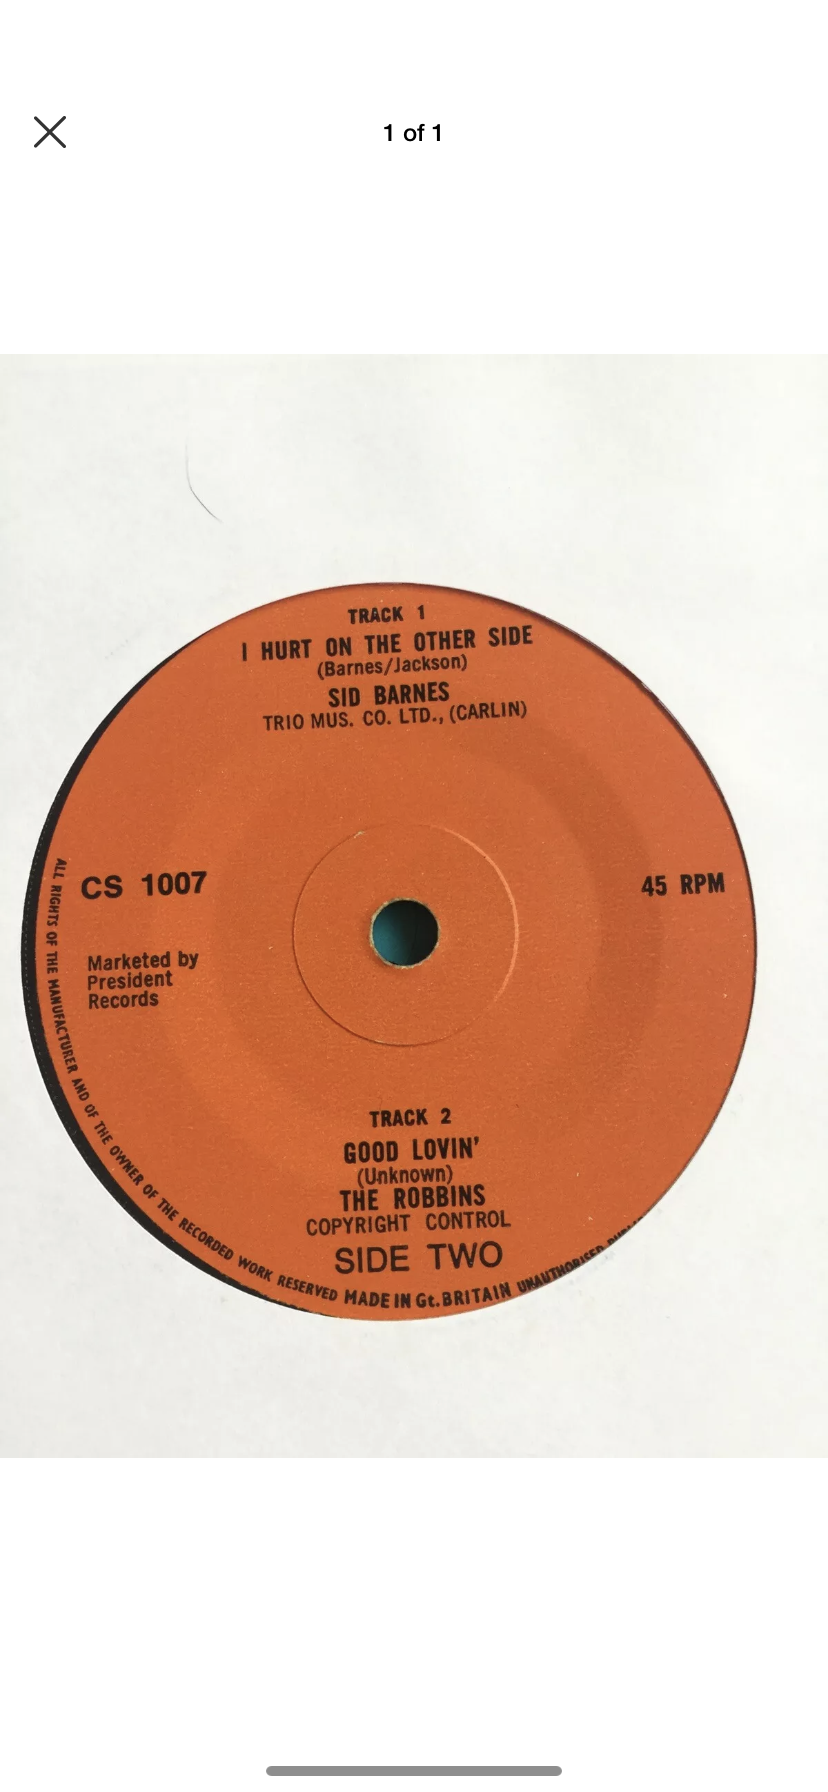 1 of 1
TRACK 1
I HURT ON THE OTHER SIDE
(Barnes/Jackson)
SID BARNES
TRIO MUS. CO. LTD., (CARLIN)
CS 1007
45 RPM
Marketed by
President
Records
TRACK 2
GOOD LOVIN'
(Unknown)
THE ROBBINS
COPYRIGHT CONTROL
SIDE TWO
ALL RIGHTS OF THE MANUFACTURER AND OF THE OWNER OF THE RECORDED WORK RESERVED MADE IN Gt. BRITAIN UNAUTHORISED